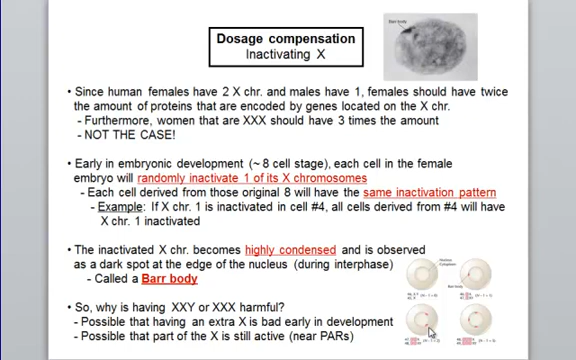 Dosage compensation
Inactivating X
Barr body
· Since human females have 2 X chr. and males have 1, females should have twice
the amount of proteins that are encoded by genes located on the X chr.
- Furthermore, women that are XXX should have 3 times the amount
- NOT THE CASE!
· Early in embryonic development (~ 8 cell stage), each cell in the female
embryo will randomly inactivate 1 of its X chromosomes
- Each cell derived from those original 8 will have the same inactivation pattern
- Example: If X chr. 1 is inactivated in cell #4, all cells derived from #4 will have
X chr. 1 inactivated
· The inactivated X chr. becomes highly condensed and is observed
as a dark spot at the edge of the nucleus (during interphase)
- Called a Barr body
Barr body
· So, why is having XXY or XXX harmful?
- Possible that having an extra X is bad early in development
- Possible that part of the X is still active (near PARs)